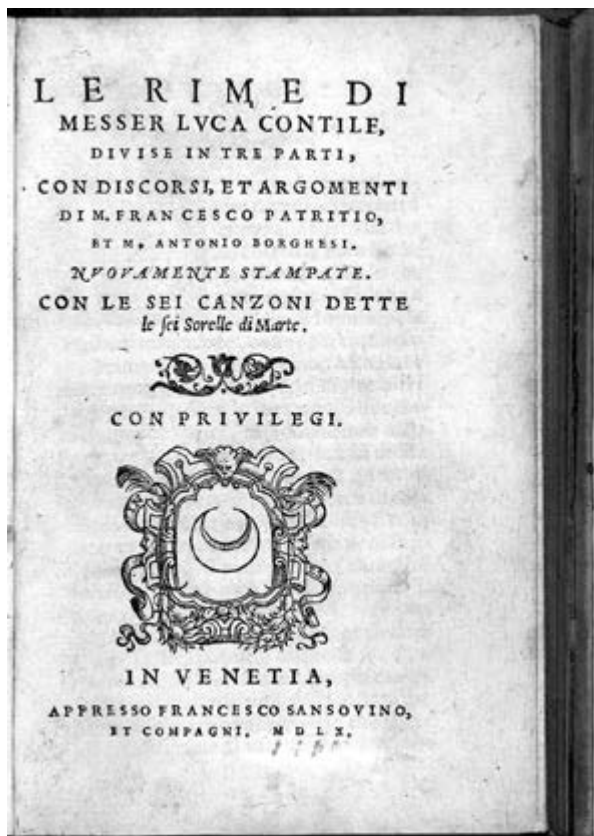 LE RIME DI
MESSER LVCA CONTILE,
DIVISE IN TRE PARTI,
CON DISCORSI, ET ARGOMENTI
DI M. FRANCESCO PATRITIO,
ET M. ANTONIO BORGHESI.
NVOVAMENTE STAMPATE.
CON LE SEI CANZONI DETTE
le sei Sorelle di Marte.
CON PRIVILEGI.
IN VENETIA,
APPRESSO FRANCESCO SANSOVINO,
ET COMPAGNI. MDLX.